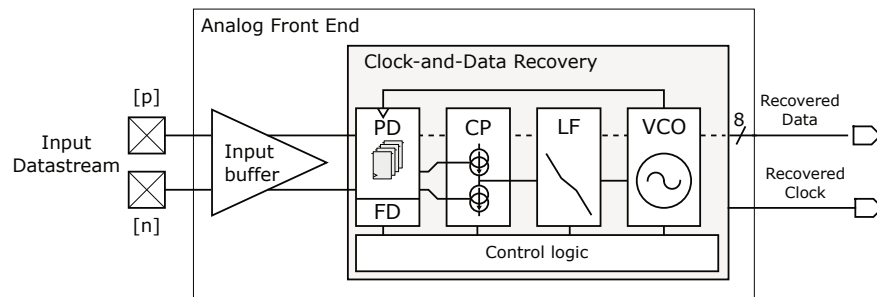 Analog Front End
Clock-and-Data Recovery
[p]
Input
Datastream
[n]
Input
buffer
PD
FD
CP
LF
VCO
Control logic
8
Recovered
Data
Recovered
Clock